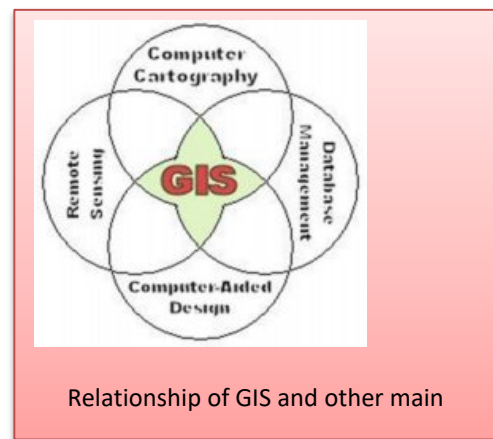 Computer
Cartography
Remote
Sensing
GIS
Database
Management
Computer-Aided
Design
Relationship of GIS and other main